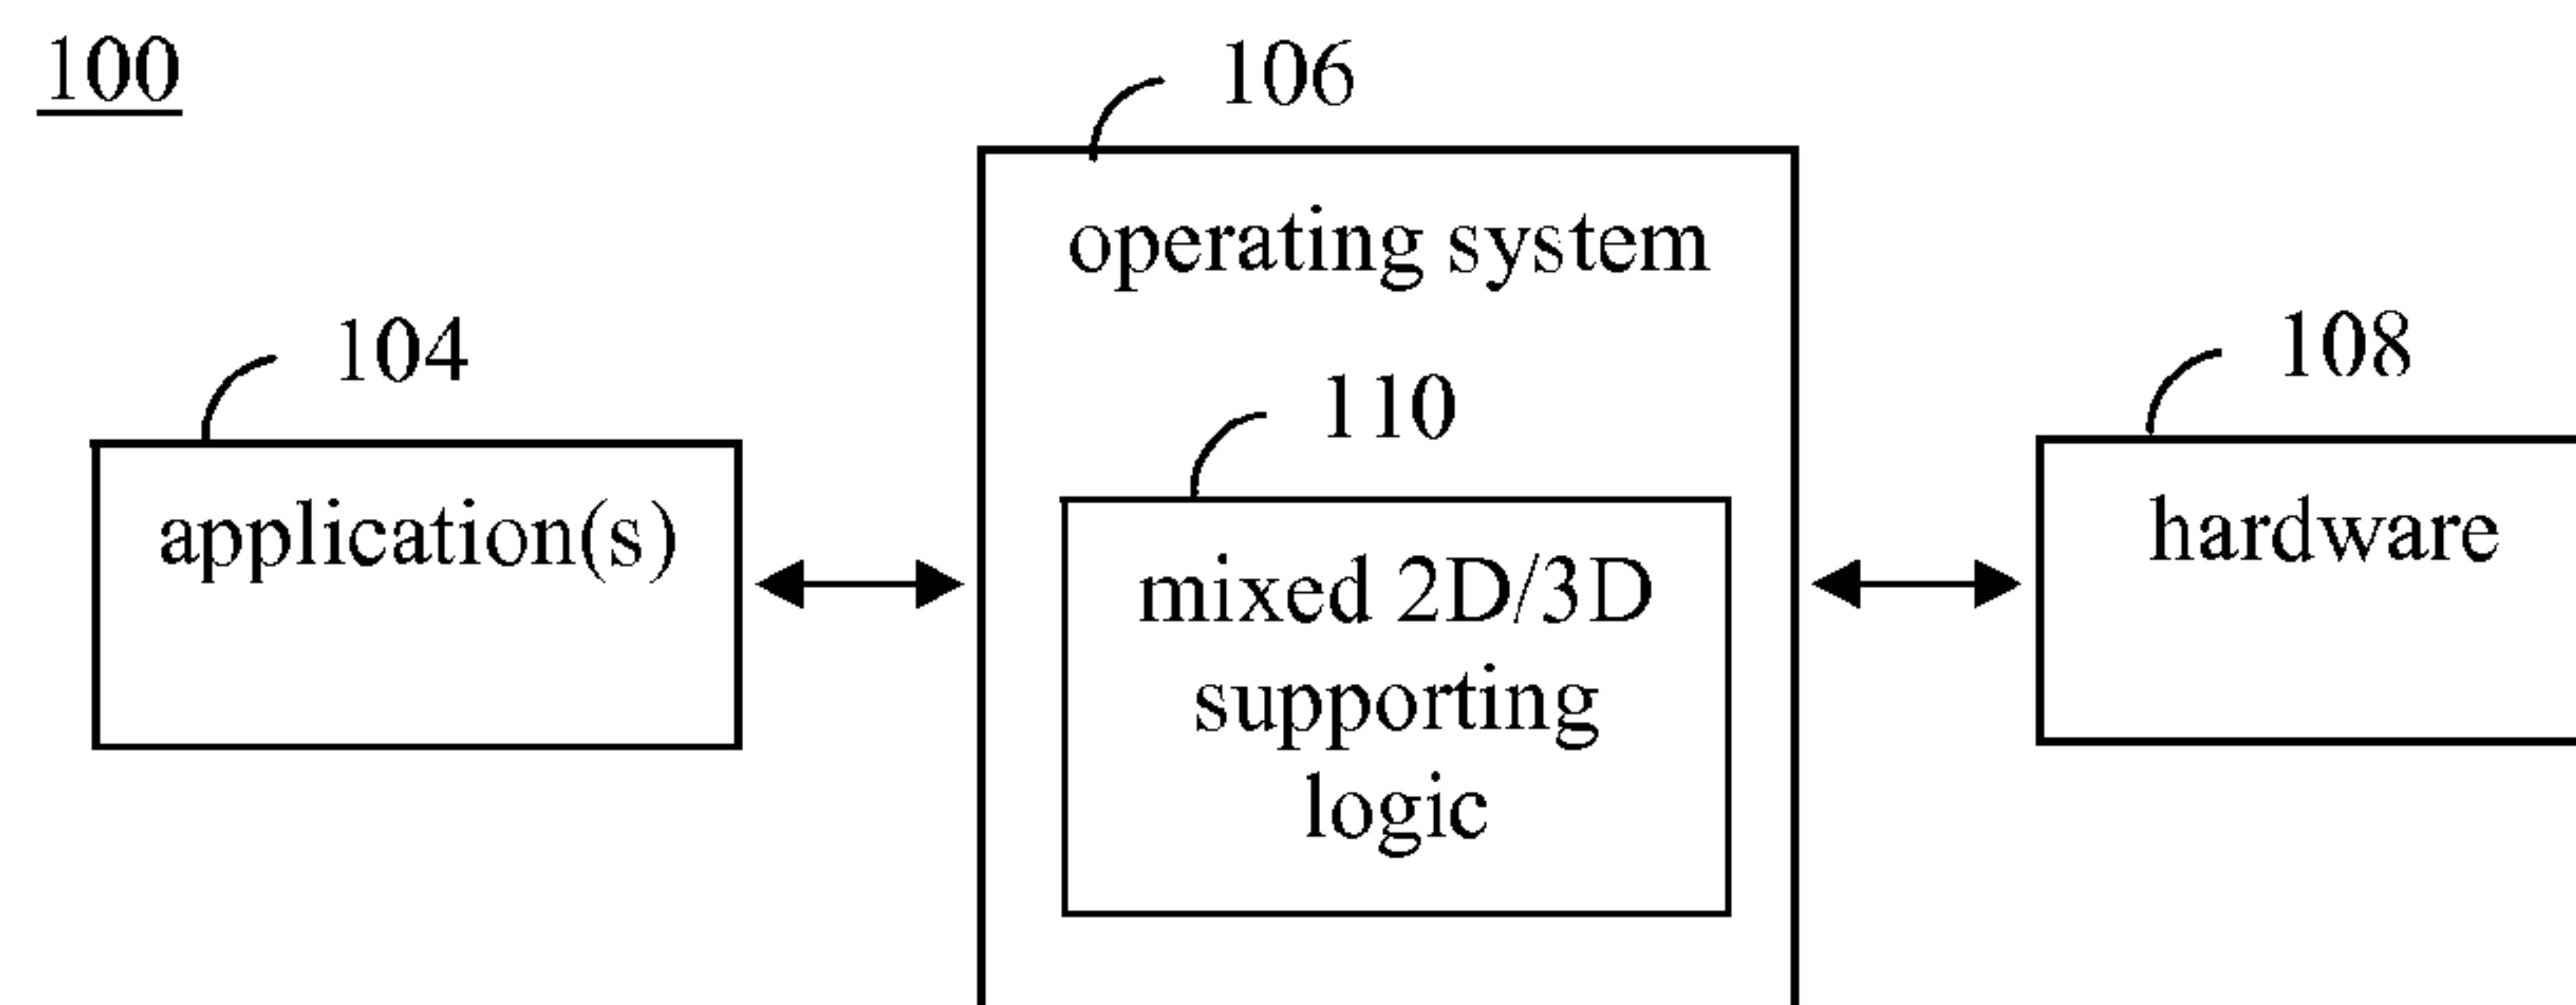 100
106
operating system
104
108
110
application(s)
hardware
mixed 2D/3D
supporting
logic